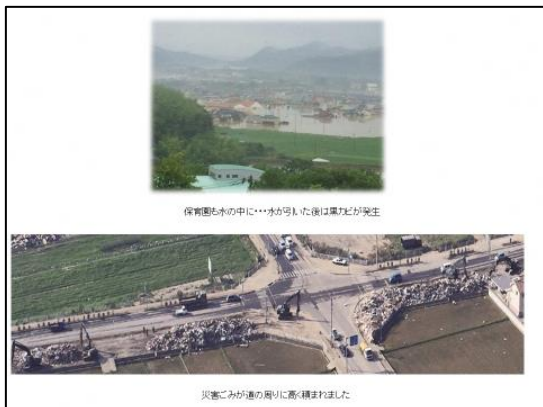 保育園も水の中に・・・水が引いた後は黒カビが発生
災害ごみが道の周りに高く積まれました